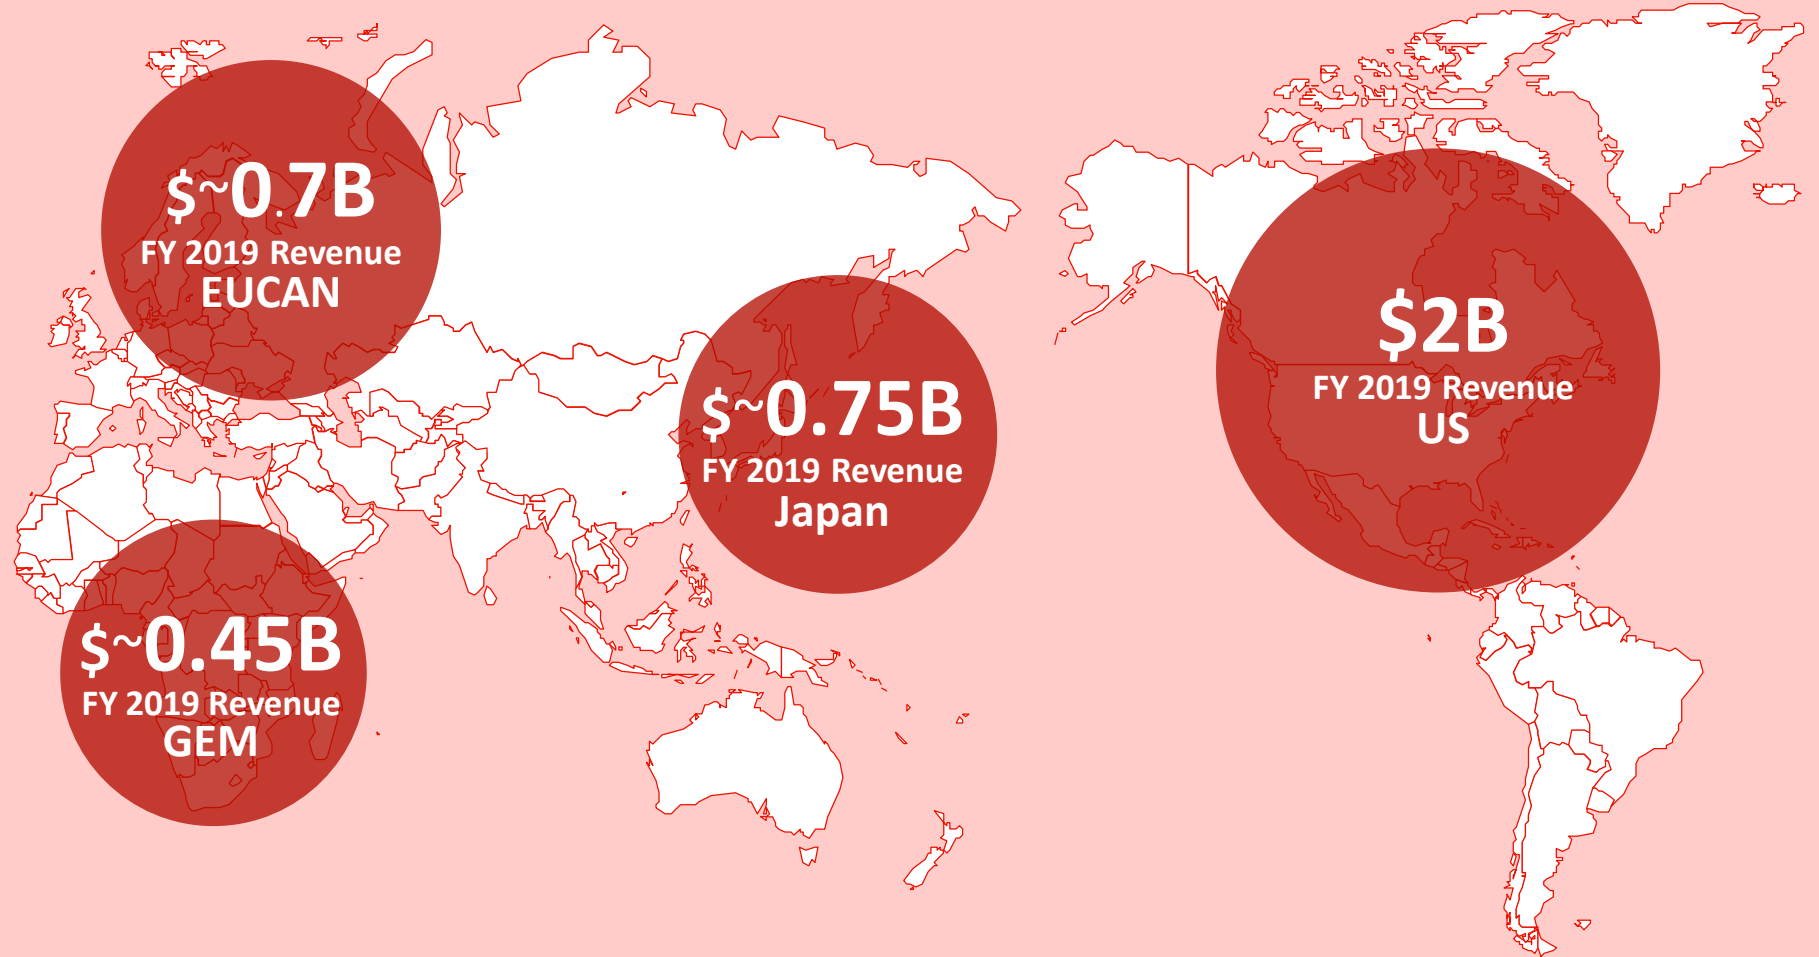 $~0.7B
FY 2019 Revenue
EUCAN
$~0.75B
FY 2019 Revenue
Japan
$2B
FY 2019 Revenue
US
$~0.45B
FY 2019 Revenue
GEM